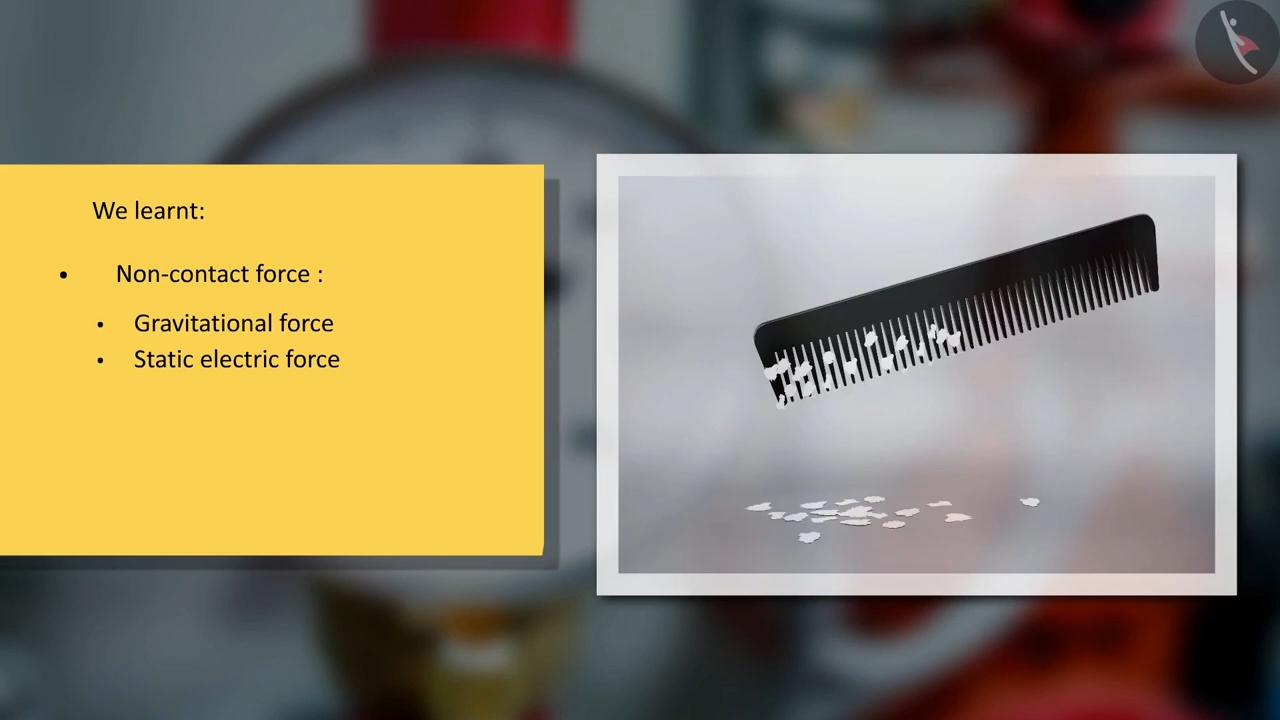 We learnt:
• Non-contact force :
• Gravitational force
• Static electric force